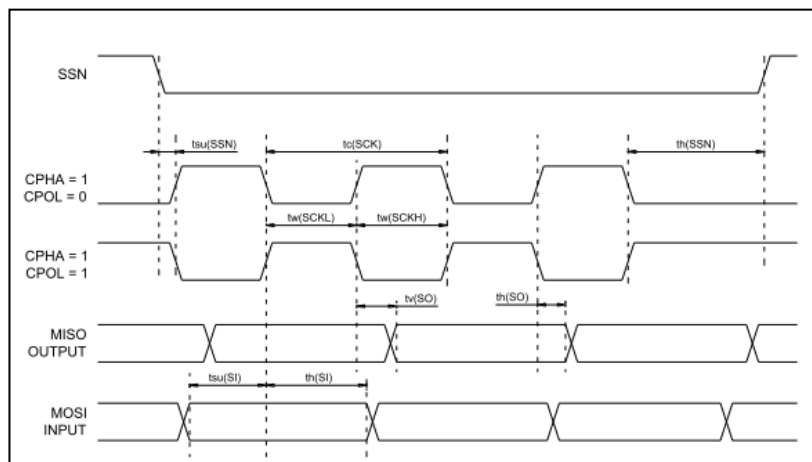 SSN
tsu(SSN)
tc(SCK)
th(SSN)
CPHA = 1
CPOL = 0
tw(SCKL)
tw(SCKH)
CPHA = 1
CPOL = 1
tv(SO)
th(SO)
MISO
OUTPUT
tsu(SI)
th(SI)
MOSI
INPUT